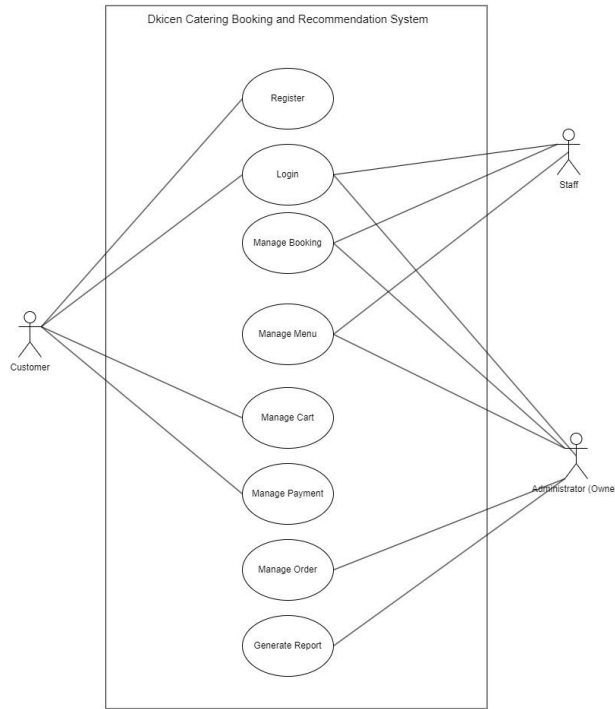 Dkicen Catering Booking and Recommendation System
Register
Login
Staff
Manage Booking
Manage Menu
Customer
Manage Cart
Manage Payment
Administrator (Owne
Manage Order
Generate Report